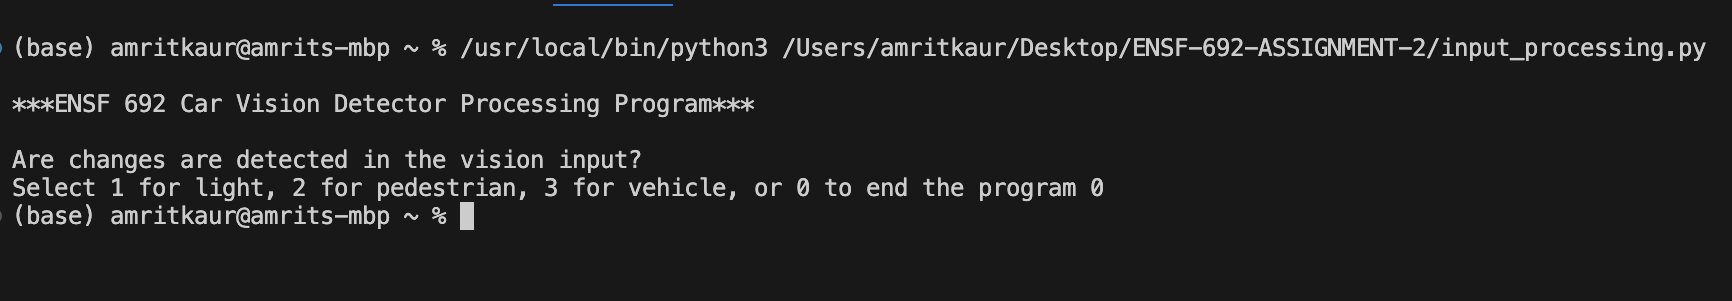 (base) amritkaur@amrits-mbp ~ % /usr/local/bin/python3 /Users/amritkaur/Desktop/ENSF-692-ASSIGNMENT-2/input_processing.py
***ENSF 692 Car Vision Detector Processing Program***
Are changes are detected in the vision input?
Select 1 for light, 2 for pedestrian, 3 for vehicle, or 0 to end the program 0
(base) amritkaur@amrits-mbp ~ %